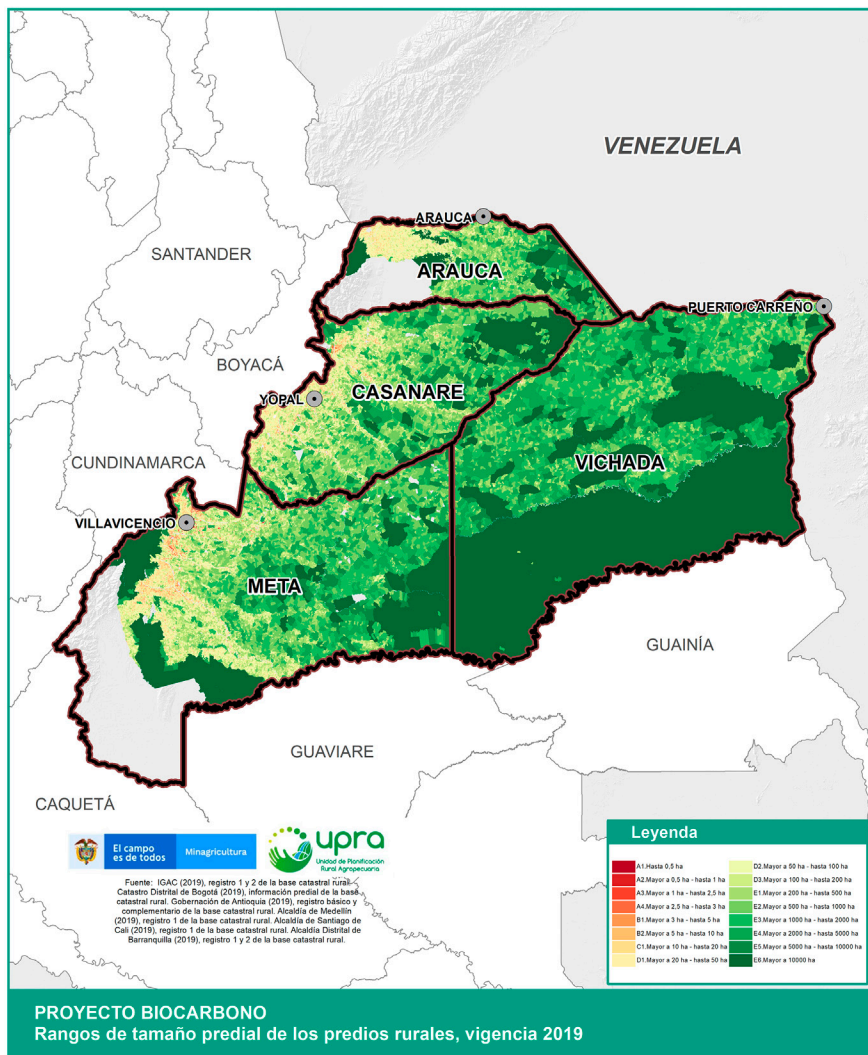 VENEZUELA
ARAUCA
SANTANDER
ARAUCA
PUERTO CARREÑO
BOYACÁ
CASANARE
YOPAL
CUNDINAMARCA
VICHADA
VILLAVICENCIO
META
GUAINÍA
GUAVIARE
CAQUETÁ
El campo
es de todos
Minagricultura
upra
Unidad de Planificación
Rural Agropecuaria
Fuente: IGAC (2019), registro 1 y 2 de la base catastral rural.
Catastro Distrital de Bogotá (2019), información predial de la base
catastral rural. Gobernación de Antioquia (2019), registro básico y
complementario de la base catastral rural. Alcaldía de Medellín
(2019), registro 1 de la base catastral rural. Alcaldía de Santiago de
Cali (2019), registro 1 de la base catastral rural. Alcaldía Distrital de
Barranquilla (2019), registro 1 y 2 de la base catastral rural.
Leyenda
A1.Hasta 0,5 ha
A2.Mayor a 0,5 ha - hasta 1 ha
A3.Mayor a 1 ha - hasta 2,5 ha
A4.Mayor a 2,5 ha - hasta 3 ha
B1.Mayor a 3 ha - hasta 5 ha
B2.Mayor a 5 ha - hasta 10 ha
C1.Mayor a 10 ha - hasta 20 ha
D1.Mayor a 20 ha - hasta 50 ha
D2.Mayor a 50 ha - hasta 100 ha
D3.Mayor a 100 ha - hasta 200 ha
E1.Mayor a 200 ha - hasta 500 ha
E2.Mayor a 500 ha - hasta 1000 ha
E3.Mayor a 1000 ha - hasta 2000 ha
E4.Mayor a 2000 ha - hasta 5000 ha
E5.Mayor a 5000 ha - hasta 10000 ha
E6.Mayor a 10000 ha
PROYECTO BIOCARBONO
Rangos de tamaño predial de los predios rurales, vigencia 2019